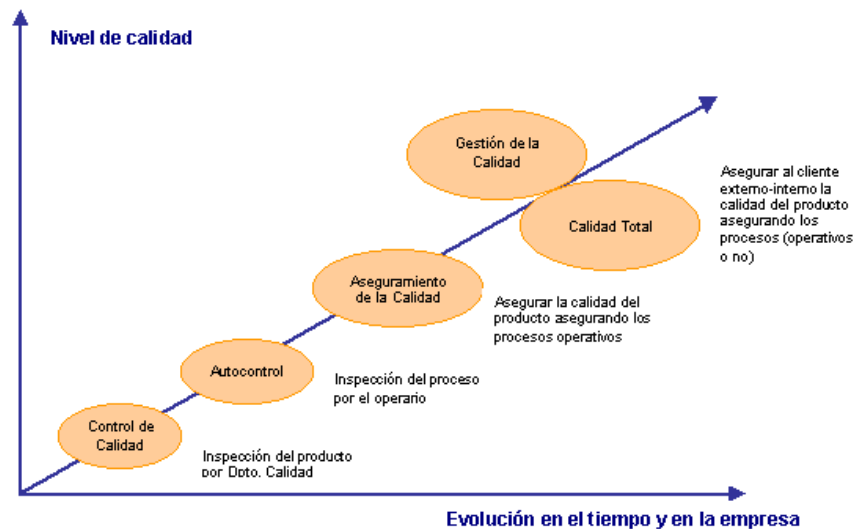 Nivel de calidad
Gestión de la
Calidad
Asegurar al cliente
externo-interno la
calidad del producto
asegurando los
procesos (operativos
o no)
Calidad Total
Aseguramiento
de la Calidad
Asegurar la calidad del
producto asegurando los
procesos operativos
Autocontrol
Inspección del proceso
por el operario
Control de
Calidad
Inspección del producto
por Dpto. Calidad
Evolución en el tiempo y en la empresa